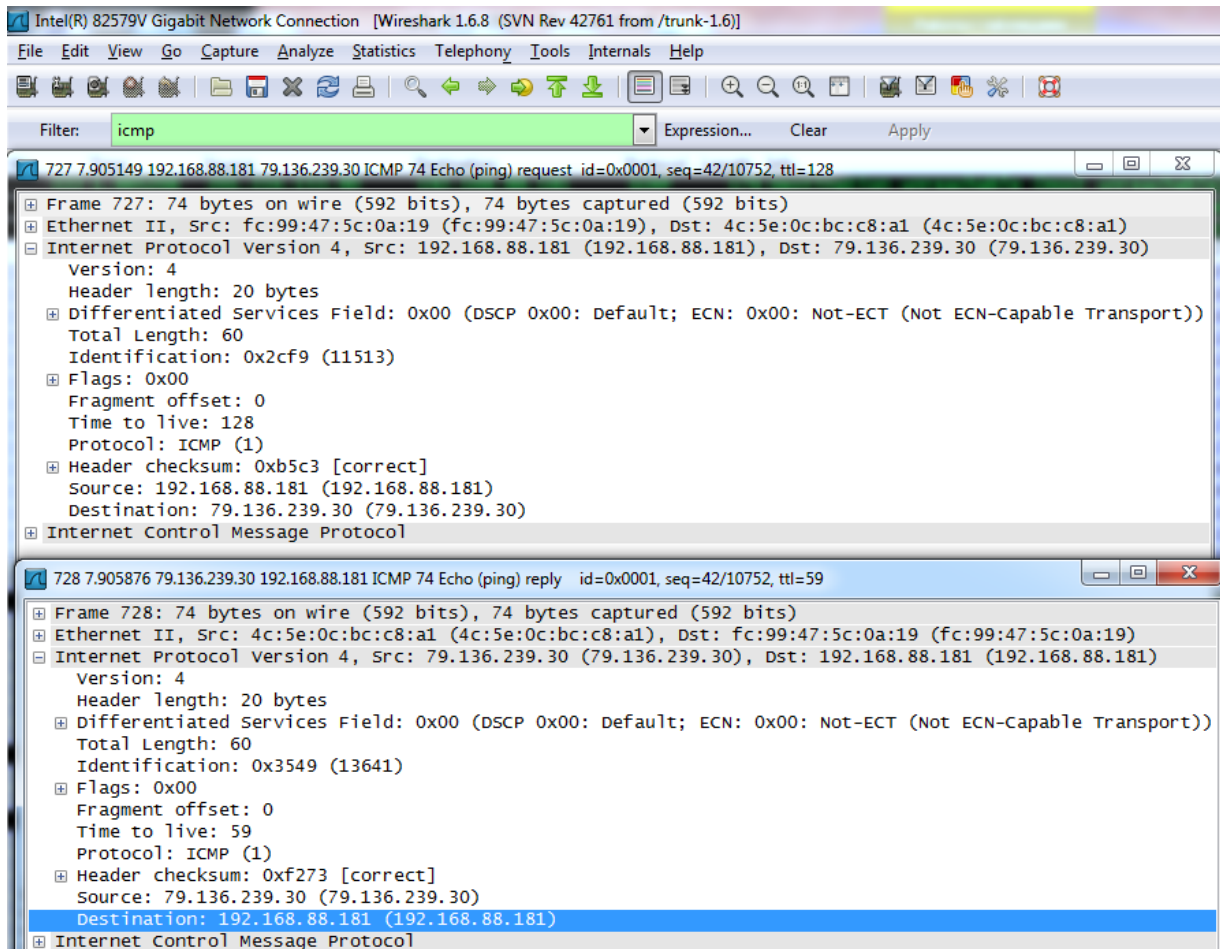 Intel(R) 82579V Gigabit Network Connection [Wireshark 1.6.8 (SVN Rev 42761 from /trunk-1.6)]
File Edit View Go Capture Analyze Statistics Telephony Tools Internals Help
Filter: icmp Expression... Clear Apply
727 7.905149 192.168.88.181 79.136.239.30 ICMP 74 Echo (ping) request id=0x0001, seq=42/10752, ttl=128
Frame 727: 74 bytes on wire (592 bits), 74 bytes captured (592 bits)
Ethernet II, Src: fc:99:47:5c:0a:19 (fc:99:47:5c:0a:19), Dst: 4c:5e:0c:bc:c8:a1 (4c:5e:0c:bc:c8:a1)
Internet Protocol Version 4, Src: 192.168.88.181 (192.168.88.181), Dst: 79.136.239.30 (79.136.239.30)
Version: 4
Header length: 20 bytes
Differentiated Services Field: 0x00 (DSCP 0x00: Default; ECN: 0x00: Not-ECT (Not ECN-Capable Transport))
Total Length: 60
Identification: 0x2cf9 (11513)
Flags: 0x00
Fragment offset: 0
Time to live: 128
Protocol: ICMP (1)
Header checksum: 0xb5c3 [correct]
Source: 192.168.88.181 (192.168.88.181)
Destination: 79.136.239.30 (79.136.239.30)
Internet Control Message Protocol
728 7.905876 79.136.239.30 192.168.88.181 ICMP 74 Echo (ping) reply id=0x0001, seq=42/10752, ttl=59
Frame 728: 74 bytes on wire (592 bits), 74 bytes captured (592 bits)
Ethernet II, Src: 4c:5e:0c:bc:c8:a1 (4c:5e:0c:bc:c8:a1), Dst: fc:99:47:5c:0a:19 (fc:99:47:5c:0a:19)
Internet Protocol Version 4, Src: 79.136.239.30 (79.136.239.30), Dst: 192.168.88.181 (192.168.88.181)
Version: 4
Header length: 20 bytes
Differentiated Services Field: 0x00 (DSCP 0x00: Default; ECN: 0x00: Not-ECT (Not ECN-Capable Transport))
Total Length: 60
Identification: 0x3549 (13641)
Flags: 0x00
Fragment offset: 0
Time to live: 59
Protocol: ICMP (1)
Header checksum: 0xf273 [correct]
Source: 79.136.239.30 (79.136.239.30)
Destination: 192.168.88.181 (192.168.88.181)
Internet Control Message Protocol